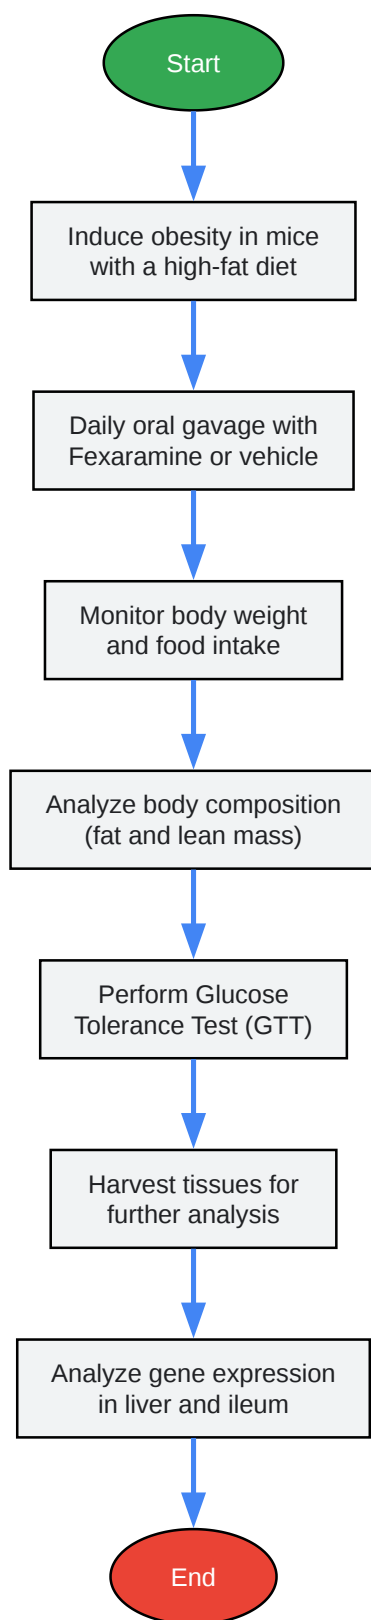 Start
Induce obesity in mice
with a high-fat diet
Daily oral gavage with
Fexaramine or vehicle
Monitor body weight
and food intake
Analyze body composition
(fat and lean mass)
Perform Glucose
Tolerance Test (GTT)
Harvest tissues for
further analysis
Analyze gene expression
in liver and ileum
End